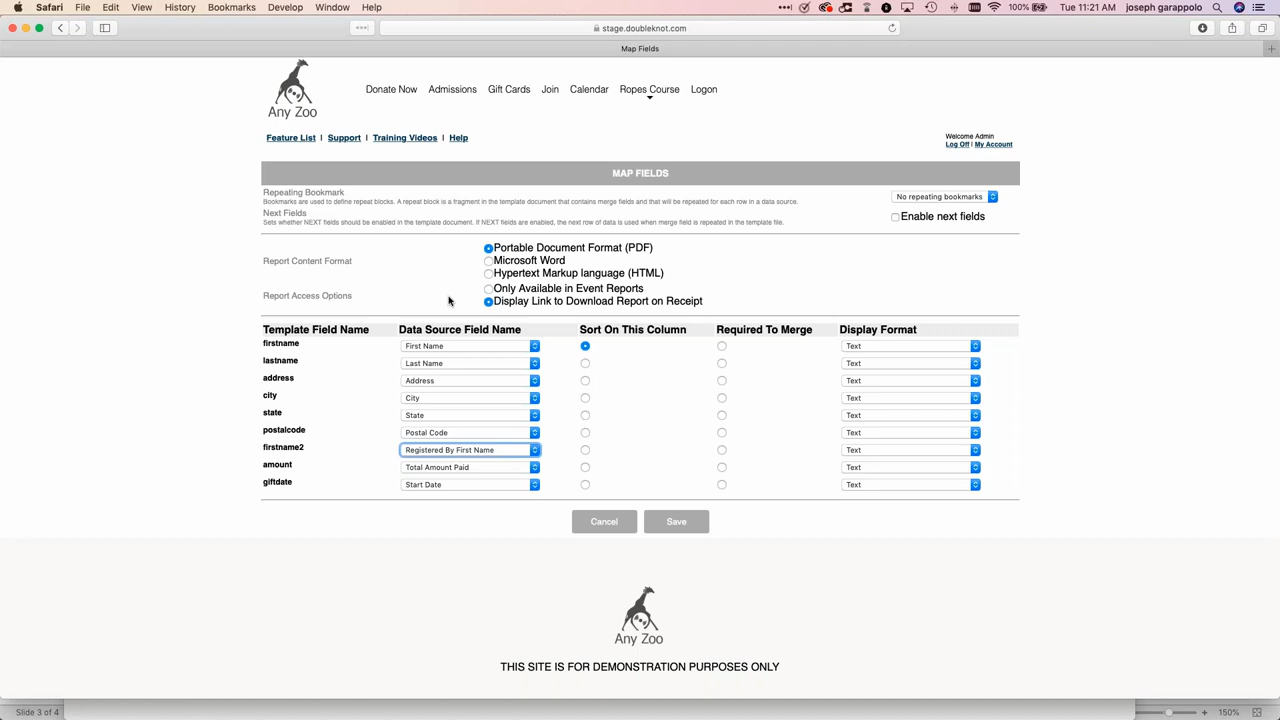 Safari File Edit View History Bookmarks Develop Window Help 100% Tue 11:21 AM joseph garappolo
stage.doubleknot.com
Map Fields
Any Zoo
Donate Now Admissions Gift Cards Join Calendar Ropes Course Logon
Feature List | Support | Training Videos | Help
Welcome Admin
Log Off | My Account
MAP FIELDS
Repeating Bookmark
Bookmarks are used to define repeat blocks. A repeat block is a fragment in the template document that contains merge fields and that will be repeated for each row in a data source.
No repeating bookmarks
Next Fields
Sets whether NEXT fields should be enabled in the template document. If NEXT fields are enabled, the next row of data is used when merge field is repeated in the template file.
Enable next fields
Report Content Format
Portable Document Format (PDF)
Microsoft Word
Hypertext Markup language (HTML)
Report Access Options
Only Available in Event Reports
Display Link to Download Report on Receipt
Template Field Name Data Source Field Name Sort On This Column Required To Merge Display Format
firstname First Name Text
lastname Last Name Text
address Address Text
city City Text
state State Text
postalcode Postal Code Text
firstname2 Registered By First Name Text
amount Total Amount Paid Text
giftdate Start Date Text
Cancel Save
Any Zoo
THIS SITE IS FOR DEMONSTRATION PURPOSES ONLY
Slide 3 of 4 150%